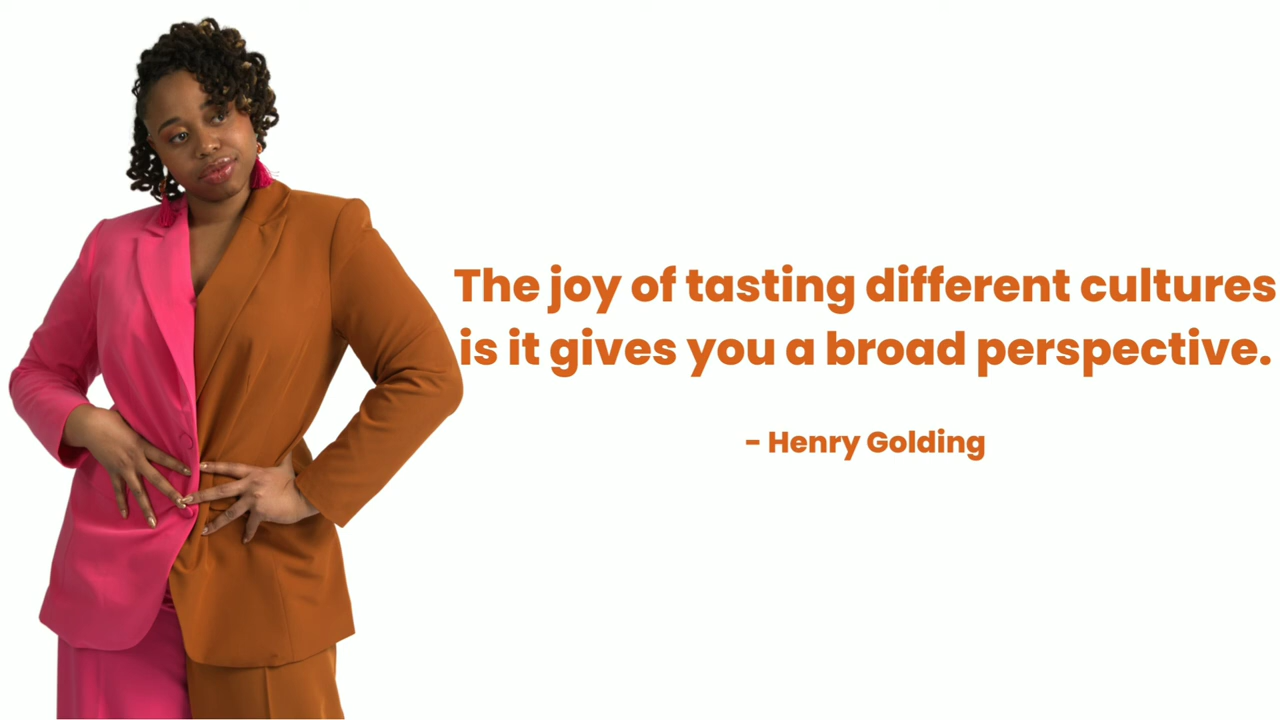 The joy of tasting different cultures
is it gives you a broad perspective.
- Henry Golding